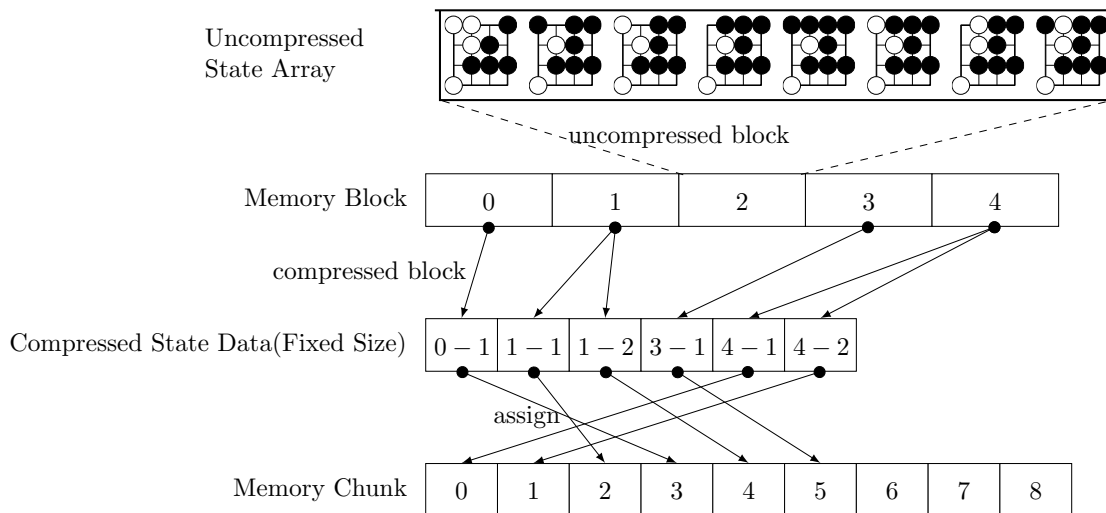 Uncompressed
State Array
uncompressed block
Memory Block
0 1 2 3 4
compressed block
Compressed State Data(Fixed Size)
0 − 1 1 − 1 1 − 2 3 − 1 4 − 1 4 − 2
assign
Memory Chunk
0 1 2 3 4 5 6 7 8